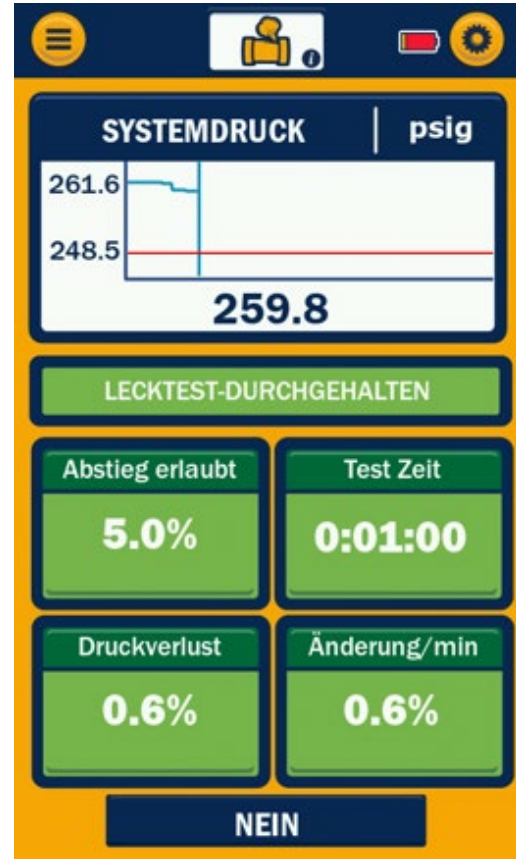 SYSTEMDRUCK | psig
261.6
248.5
259.8
LECKTEST-DURCHGEHALTEN
Abstieg erlaubt
5.0%
Test Zeit
0:01:00
Druckverlust
0.6%
Änderung/min
0.6%
NEIN